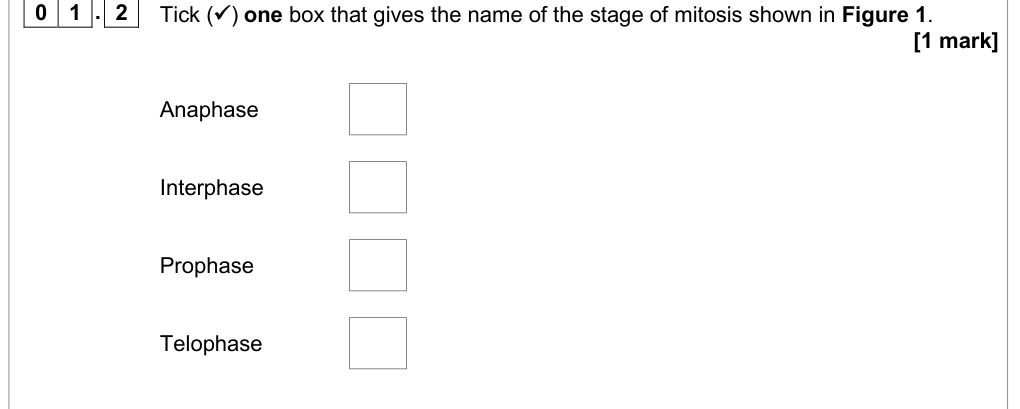 0 1 . 2 Tick (✓) one box that gives the name of the stage of mitosis shown in Figure 1.
[1 mark]
Anaphase
Interphase
Prophase
Telophase